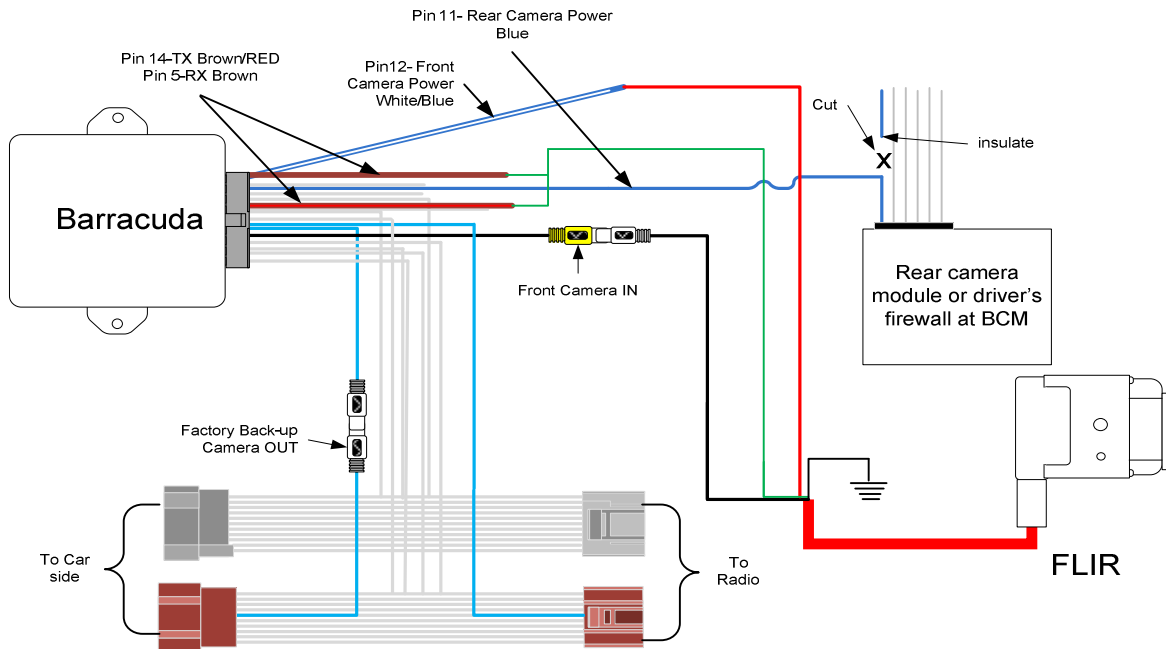 Pin 11- Rear Camera Power
Blue
Pin 14-TX Brown/RED
Pin 5-RX Brown
Pin12- Front
Camera Power
White/Blue
Cut
insulate
X
Barracuda
Rear camera
module or driver's
firewall at BCM
Front Camera IN
Factory Back-up
Camera OUT
To Car
side
To
Radio
FLIR